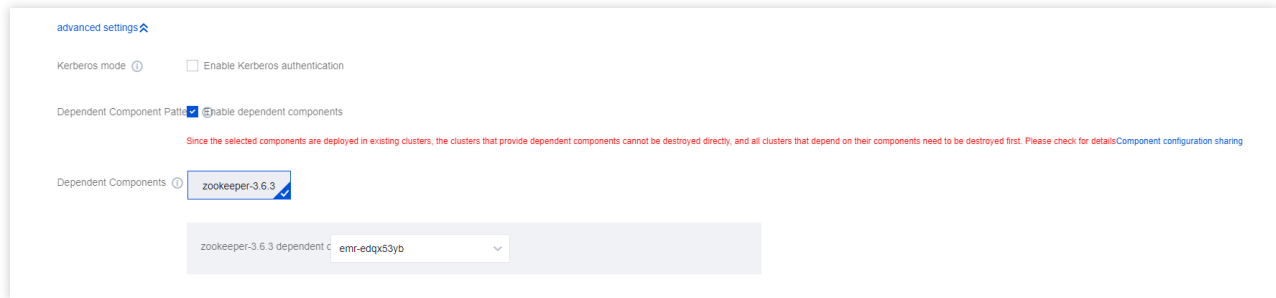 advanced settings
Kerberos mode Enable Kerberos authentication
Dependent Component Patte Enable dependent components
Since the selected components are deployed in existing clusters, the clusters that provide dependent components cannot be destroyed directly, and all clusters that depend on their components need to be destroyed first. Please check for detailsComponent configuration sharing
Dependent Components zookeeper-3.6.3
zookeeper-3.6.3 dependent c emr-edqx53yb